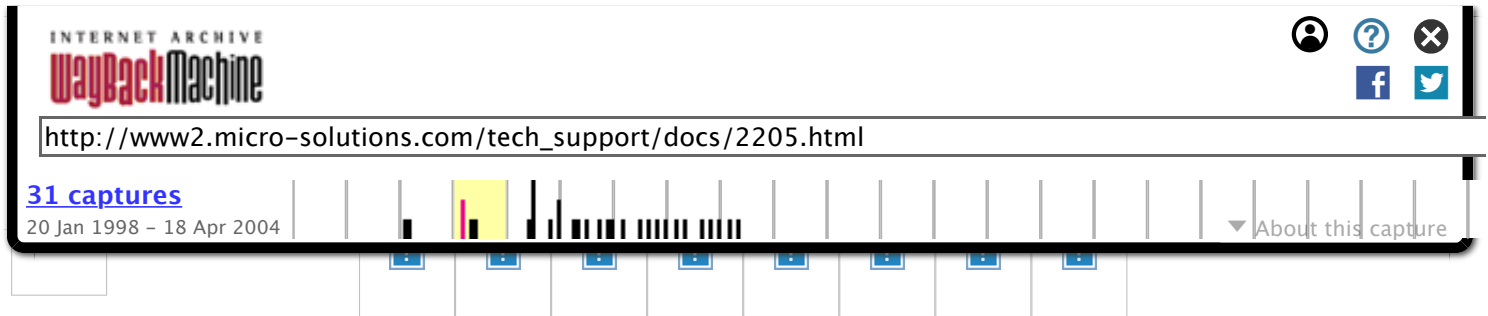 INTERNET ARCHIVE
WayBackMachine
http://www2.micro-solutions.com/tech_support/docs/2205.html
31 captures
20 Jan 1998 – 18 Apr 2004
▼ About this capture